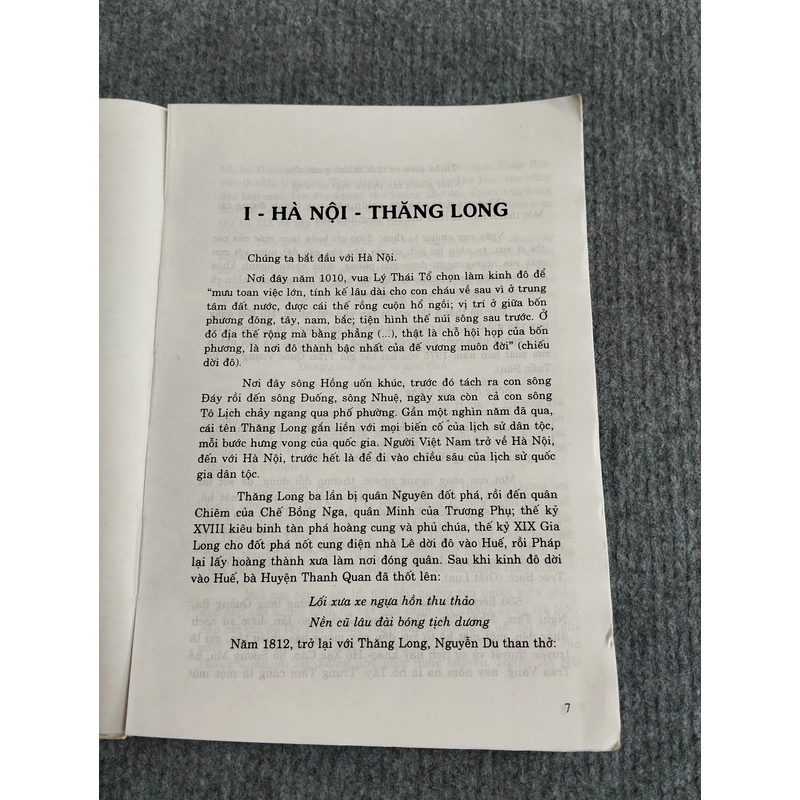 I - HÀ NỘI - THĂNG LONG
Chúng ta bắt đầu với Hà Nội.
Nơi đây năm 1010, vua Lý Thái Tổ chọn làm kinh đô để
“mưu toan việc lớn, tính kế lâu dài cho con cháu về sau vì ở trung
tâm đất nước, được cái thế rồng cuộn hổ ngồi; vị trí ở giữa bốn
phương đông, tây, nam, bắc; tiện hình thế núi sông sau trước. Ở
đó địa thế rộng mà bằng phẳng (...), thật là chỗ hội họp của bốn
phương, là nơi đô thành bậc nhất của đế vương muôn đời” (chiếu
dời đô).
Nơi đây sông Hồng uốn khúc, trước đó tách ra con sông
Đáy rồi đến sông Đuống, sông Nhuệ, ngày xưa còn cả con sông
Tô Lịch chảy ngang qua phố phường. Gần một nghìn năm đã qua,
cái tên Thăng Long gắn liền với mọi biến cố của lịch sử dân tộc,
mỗi bước hưng vong của quốc gia. Người Việt Nam trở về Hà Nội,
đến với Hà Nội, trước hết là để đi vào chiều sâu của lịch sử quốc
gia dân tộc.
Thăng Long ba lần bị quân Nguyên đốt phá, rồi đến quân
Chiêm của Chế Bồng Nga, quân Minh của Trương Phụ; thế kỷ
XVIII kiêu binh tàn phá hoàng cung và phủ chúa, thế kỷ XIX Gia
Long cho đốt phá nốt cung điện nhà Lê dời đô vào Huế, rồi Pháp
lại lấy hoàng thành xưa làm nơi đóng quân. Sau khi kinh đô dời
vào Huế, bà Huyện Thanh Quan đã thốt lên:
Lối xưa xe ngựa hồn thu thảo
Nền cũ lâu đài bóng tịch dương
Năm 1812, trở lại với Thăng Long, Nguyễn Du than thở:
7